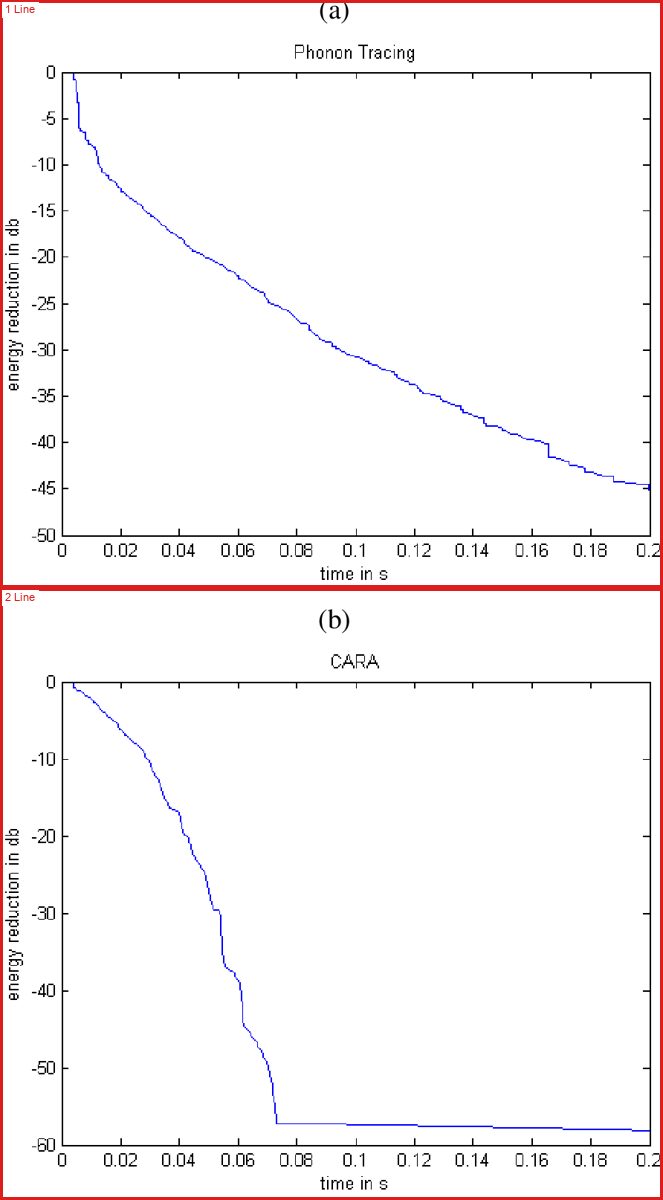 1 Line
(a)
Phonon Tracing
0
-5
-10
-15
-20
-25
-30
-35
-40
-45
-50
energy reduction in db
0 0.02 0.04 0.06 0.08 0.1 0.12 0.14 0.16 0.18 0.2
time in s
2 Line
(b)
CARA
0
-10
-20
-30
-40
-50
-60
energy reduction in db
0 0.02 0.04 0.06 0.08 0.1 0.12 0.14 0.16 0.18 0.2
time in s